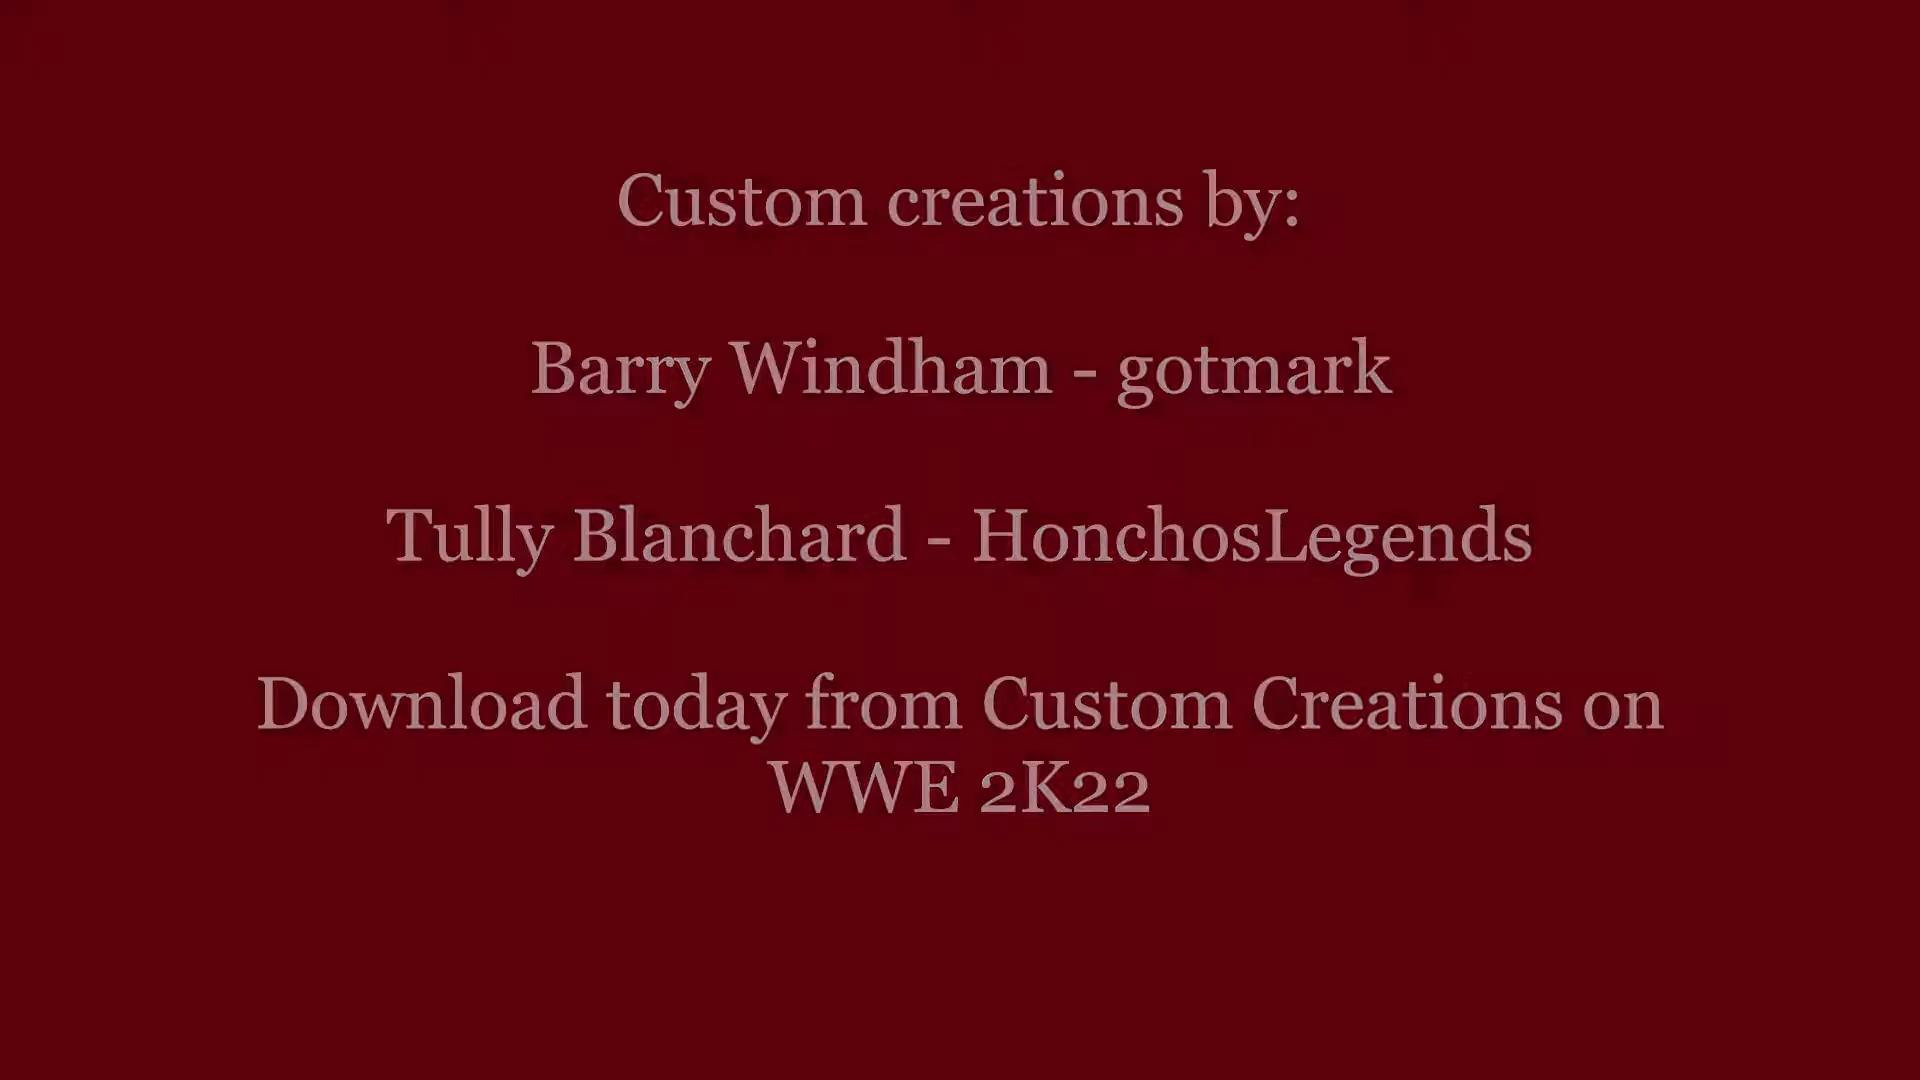 Custom creations by:
Barry Windham - gotmark
Tully Blanchard - HonchosLegends
Download today from Custom Creations on
WWE 2K22